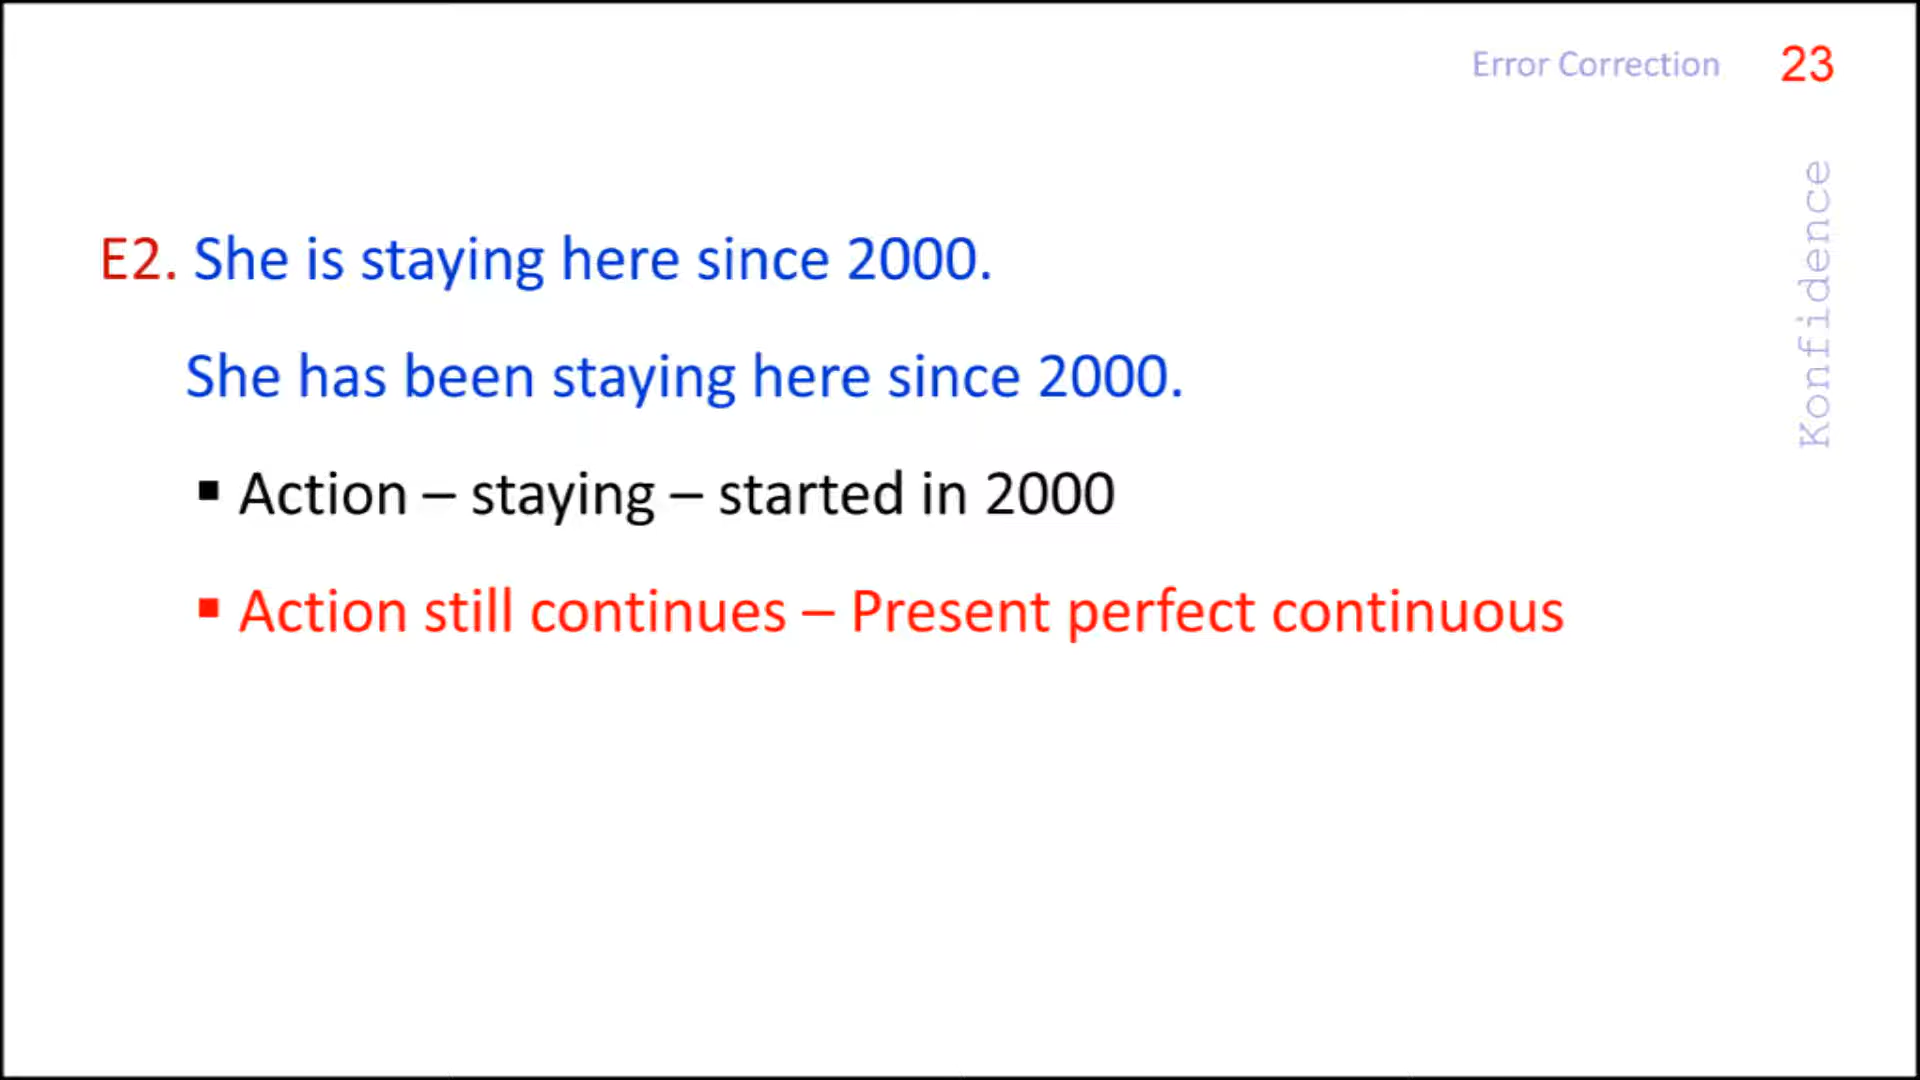 Error Correction 23
Konfidence
E2. She is staying here since 2000.
She has been staying here since 2000.
▪ Action – staying – started in 2000
▪ Action still continues – Present perfect continuous